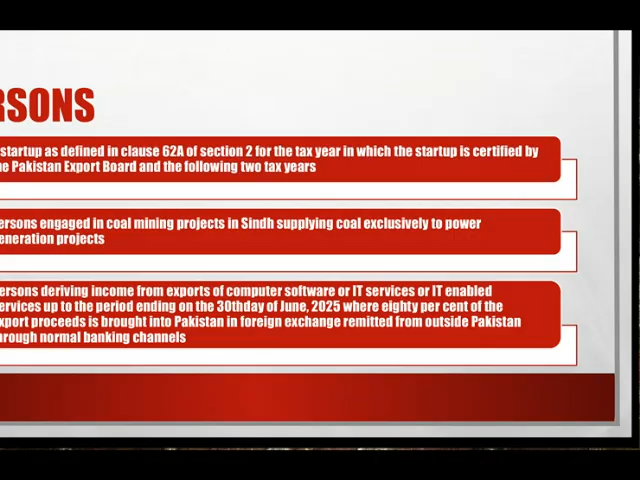 RSONS
startup as defined in clause 62A of section 2 for the tax year in which the startup is certified by
he Pakistan Export Board and the following two tax years
ersons engaged in coal mining projects in Sindh supplying coal exclusively to power
eneration projects
ersons deriving income from exports of computer software or IT services or IT enabled
ervices up to the period ending on the 30thday of June, 2025 where eighty per cent of the
xport proceeds is brought into Pakistan in foreign exchange remitted from outside Pakistan
hrough normal banking channels